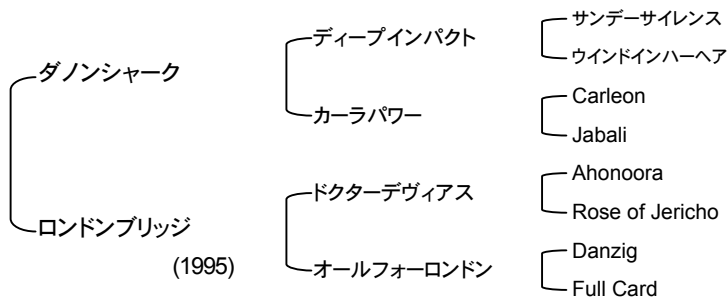 ダノンシャーク
ロンドンブリッジ
(1995)
ディープインパクト
カーラパワー
ドクターデヴィアス
オールフォーロンドン
サンデーサイレンス
ウインドインハーヘア
Carleon
Jabali
Ahonoora
Rose of Jericho
Danzig
Full Card